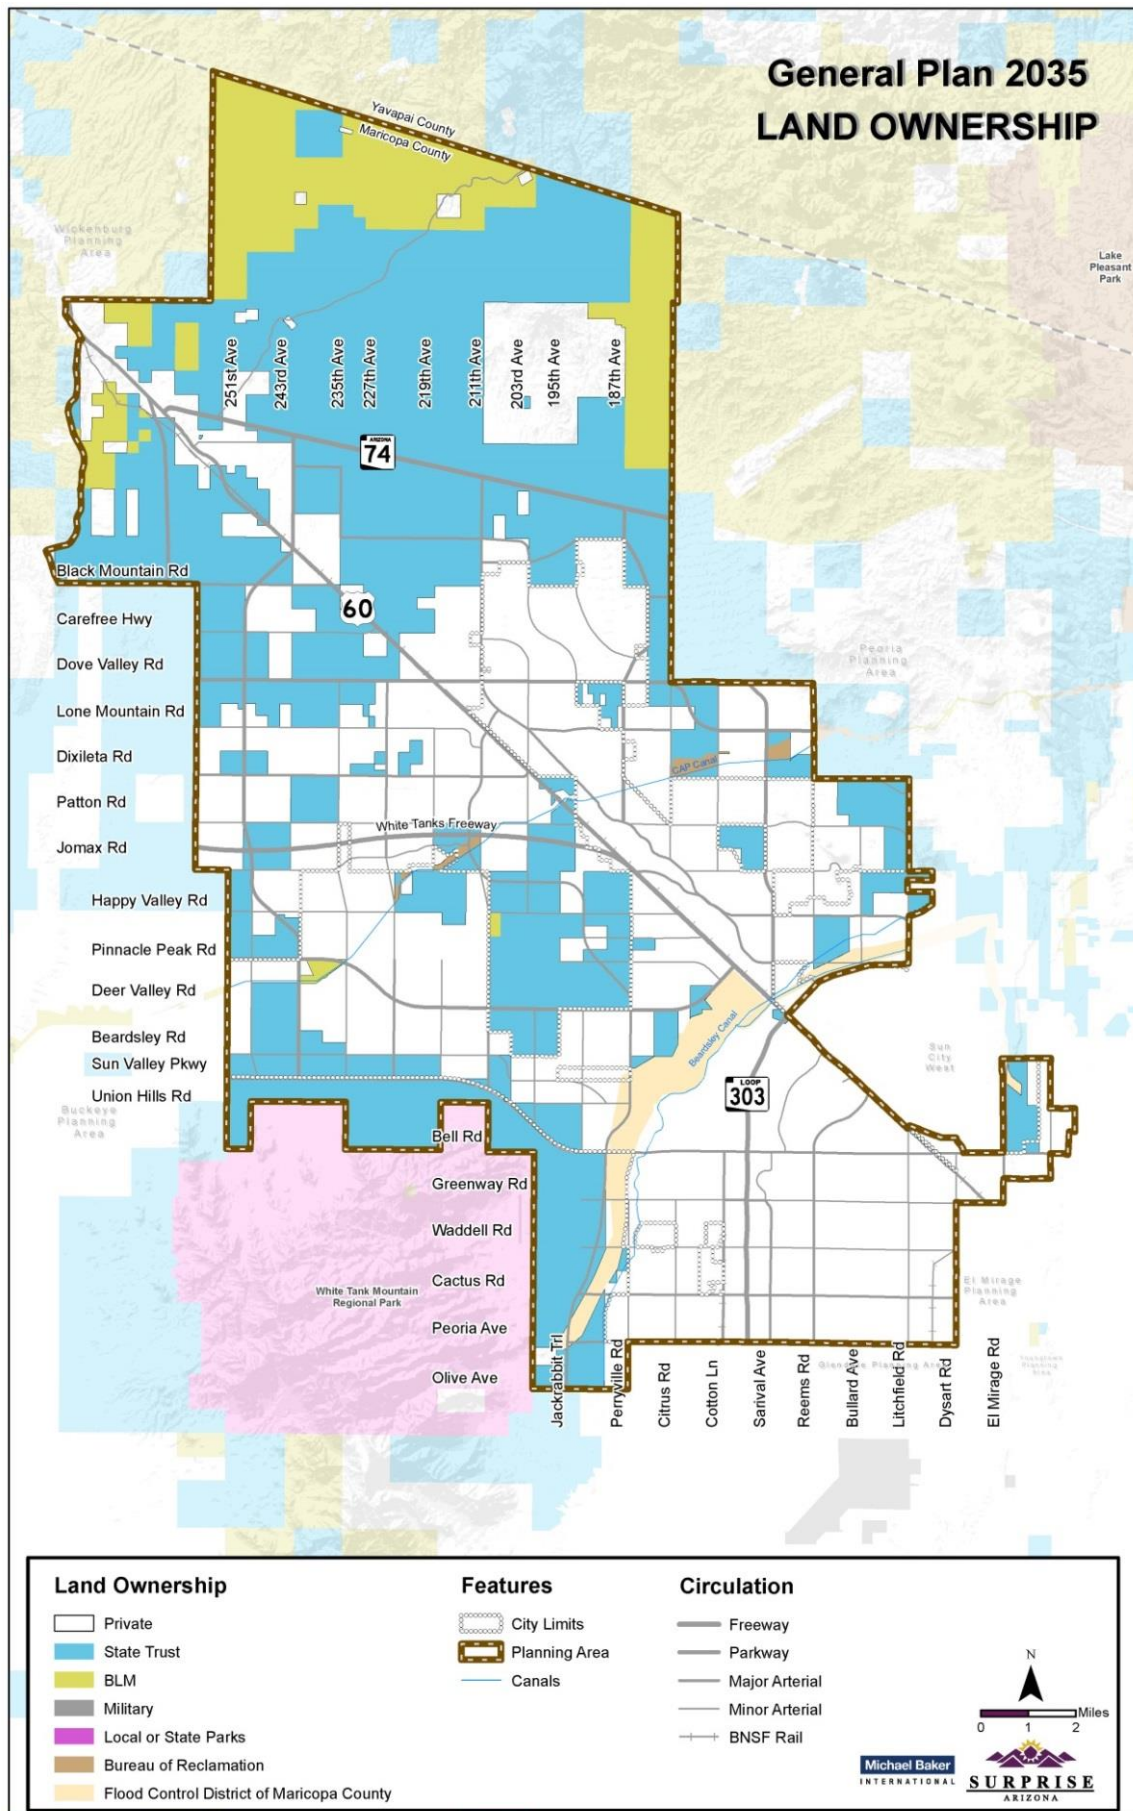 General Plan 2035
LAND OWNERSHIP
Yavapai County
Maricopa County
Wickenburg
Planning
Area
Lake
Pleasant
Park
251st Ave
243rd Ave
235th Ave
227th Ave
219th Ave
211th Ave
203rd Ave
195th Ave
187th Ave
ARIZONA
74
Black Mountain Rd
60
Carefree Hwy
Dove Valley Rd
Peoria
Planning
Area
Lone Mountain Rd
Dixileta Rd
CAP Canal
Patton Rd
White Tanks Freeway
Jomax Rd
Happy Valley Rd
Pinnacle Peak Rd
Deer Valley Rd
Beardsley Rd
Beardsley Canal
Sun
City
West
Sun Valley Pkwy
Union Hills Rd
LOOP
303
Buckeye
Planning
Area
Bell Rd
Greenway Rd
Waddell Rd
Cactus Rd
White Tank Mountain
Regional Park
El Mirage
Planning
Area
Peoria Ave
Olive Ave
Jackrabbit Trl
Perryville Rd
Citrus Rd
Cotton Ln
Sarival Ave
Reems Rd
Bullard Ave
Litchfield Rd
Dysart Rd
El Mirage Rd
Glendale Planning Area
Youngtown
Planning
Area
Land Ownership
Private
State Trust
BLM
Military
Local or State Parks
Bureau of Reclamation
Flood Control District of Maricopa County
Features
City Limits
Planning Area
Canals
Circulation
Freeway
Parkway
Major Arterial
Minor Arterial
BNSF Rail
N
Miles
0 1 2
Michael Baker
INTERNATIONAL
SURPRISE
ARIZONA